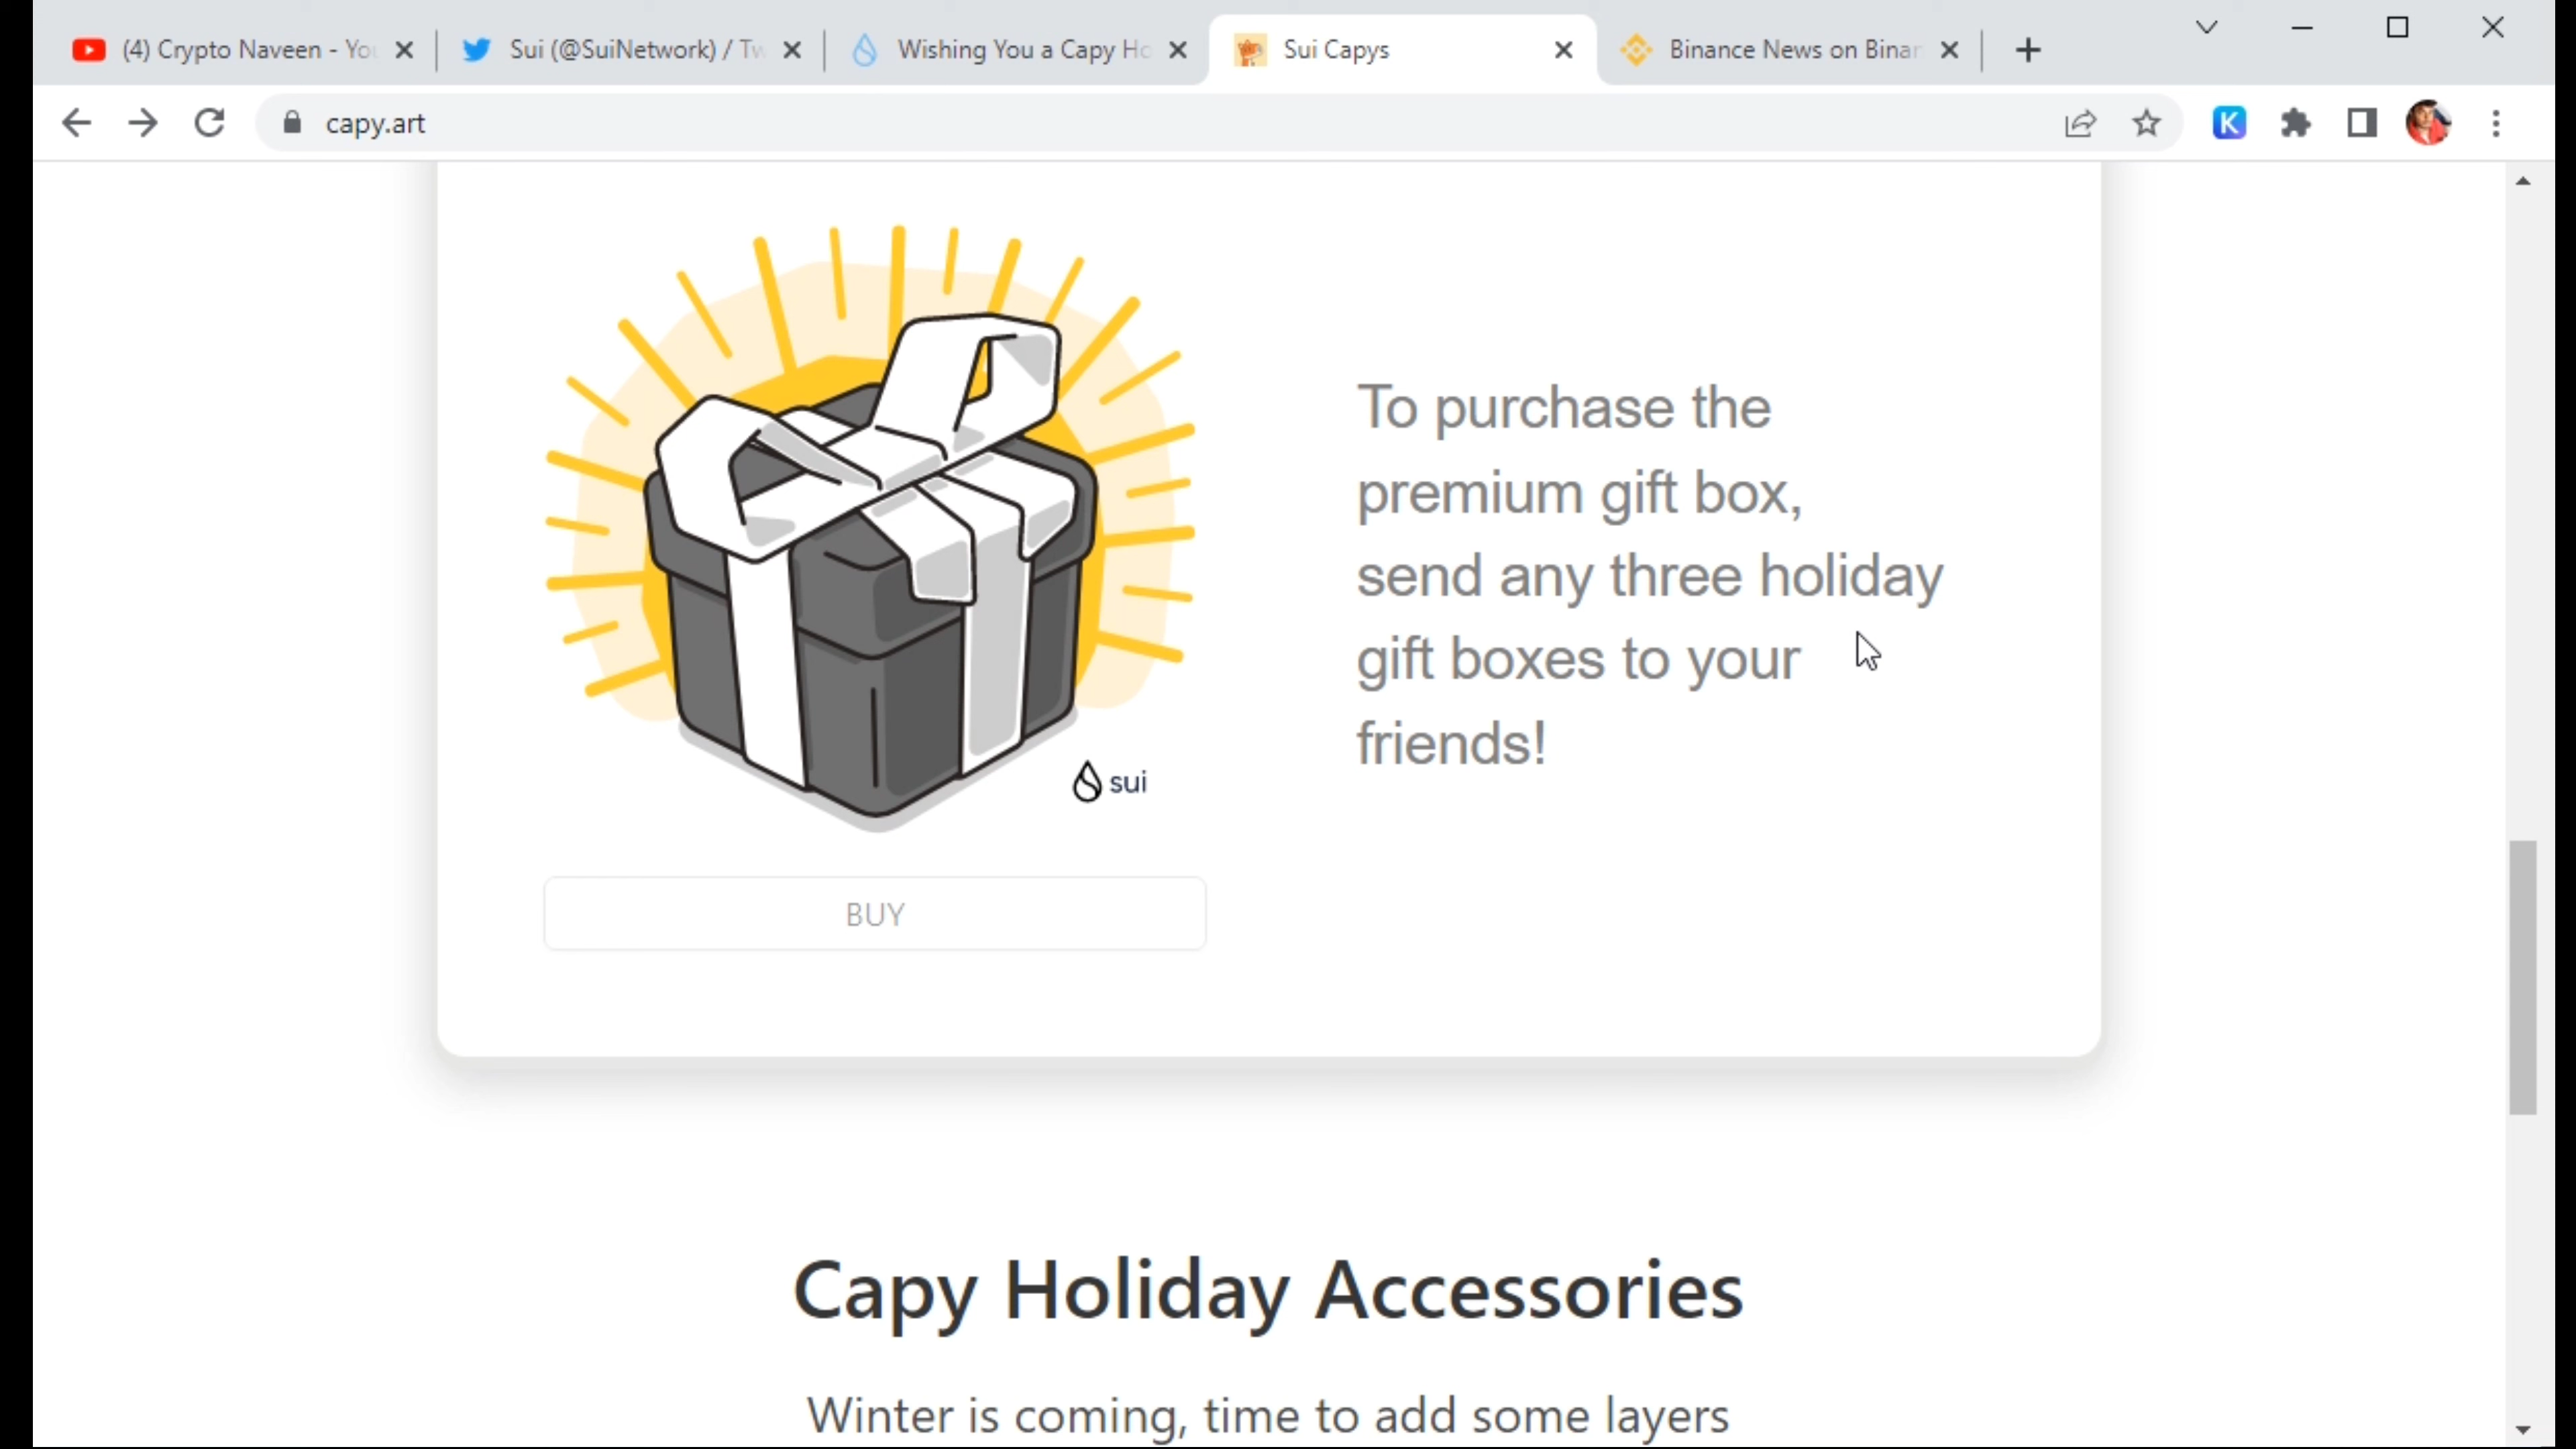 (4) Crypto Naveen - You
Sui (@SuiNetwork) / Tw
Wishing You a Capy Ho
Sui Capys
Binance News on Binan
capy.art
K
To purchase the
premium gift box,
send any three holiday
gift boxes to your
friends!
sui
BUY
Capy Holiday Accessories
Winter is coming, time to add some layers